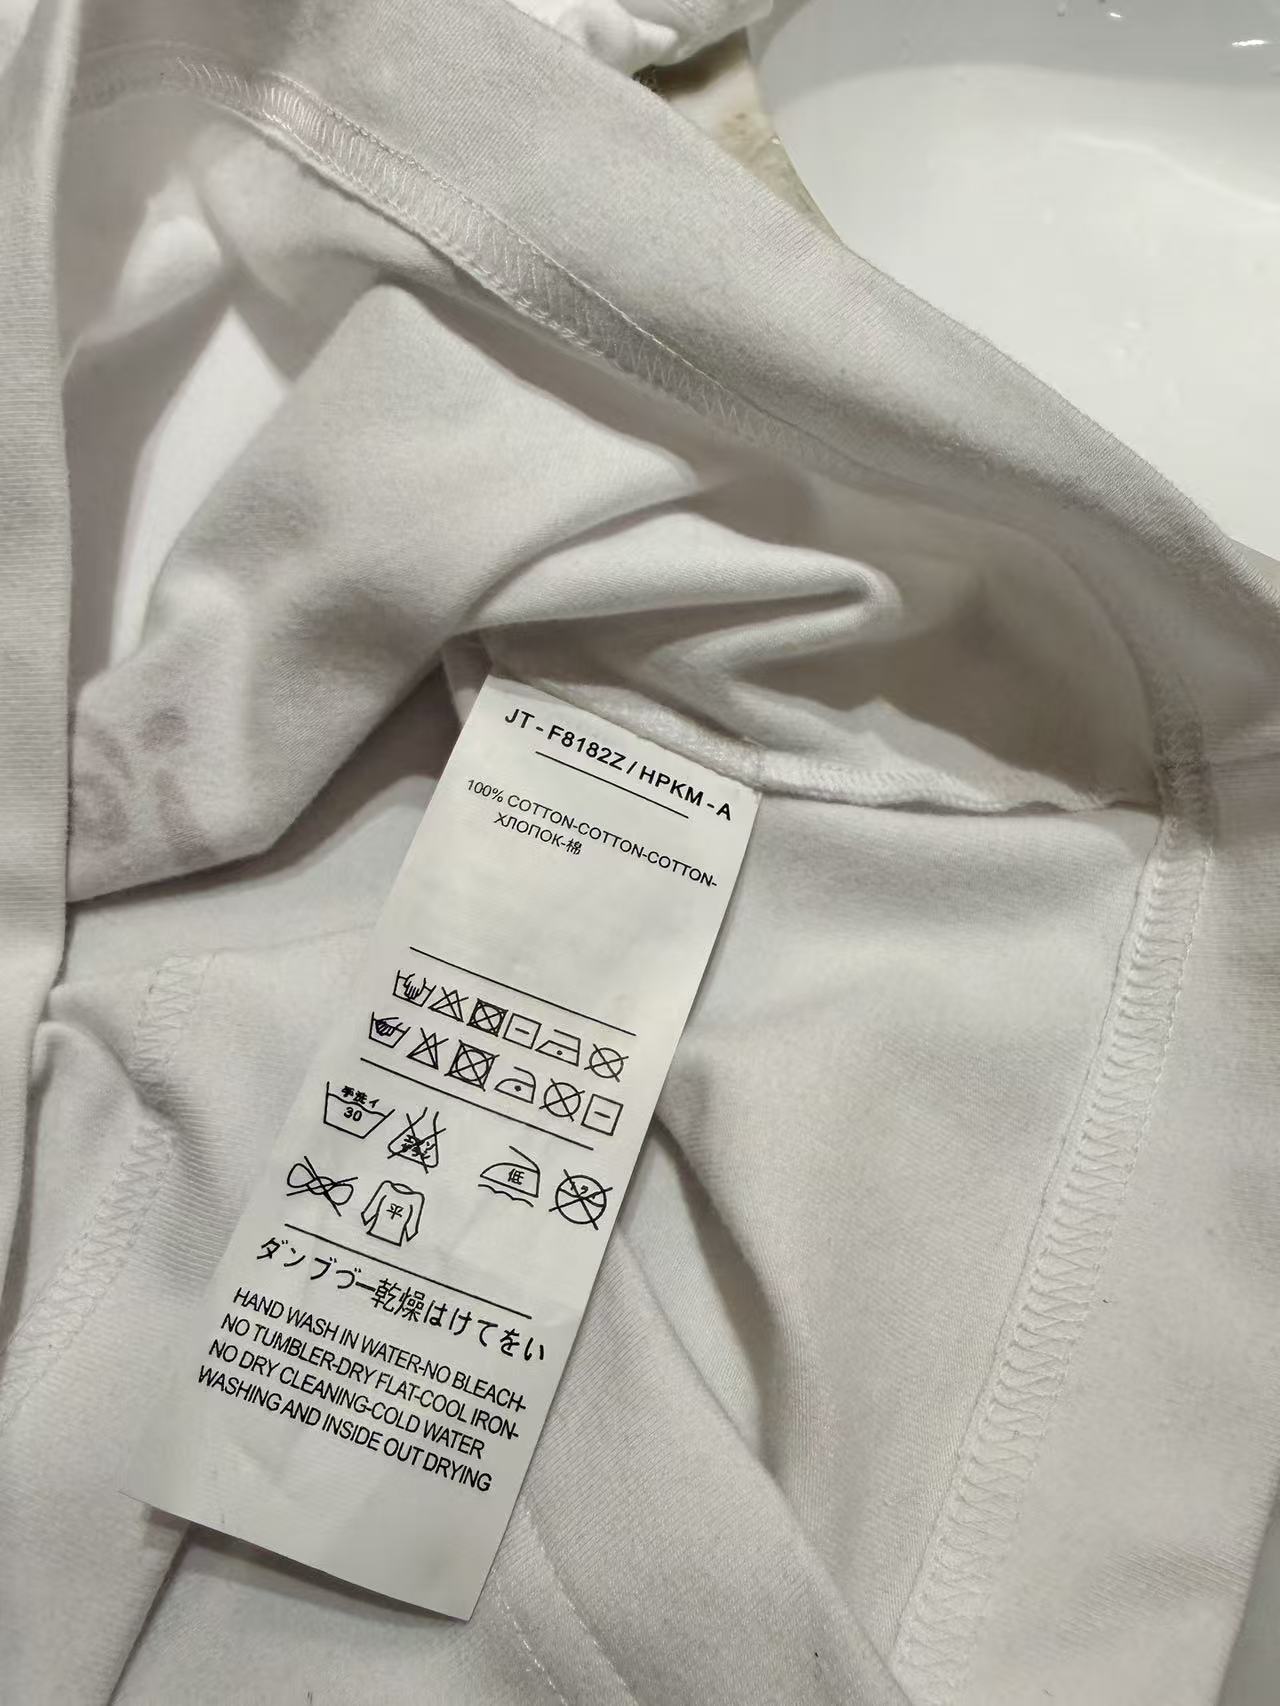 JT-F8182Z/HPKM-A
100% COTTON-COTTON-COTTON-
ХЛОПОК-棉
手洗イ
30
低
平
ダンブづー乾燥はけてをい
HAND WASH IN WATER-NO BLEACH-
NO TUMBLER-DRY FLAT-COOL IRON-
NO DRY CLEANING-COLD WATER
WASHING AND INSIDE OUT DRYING